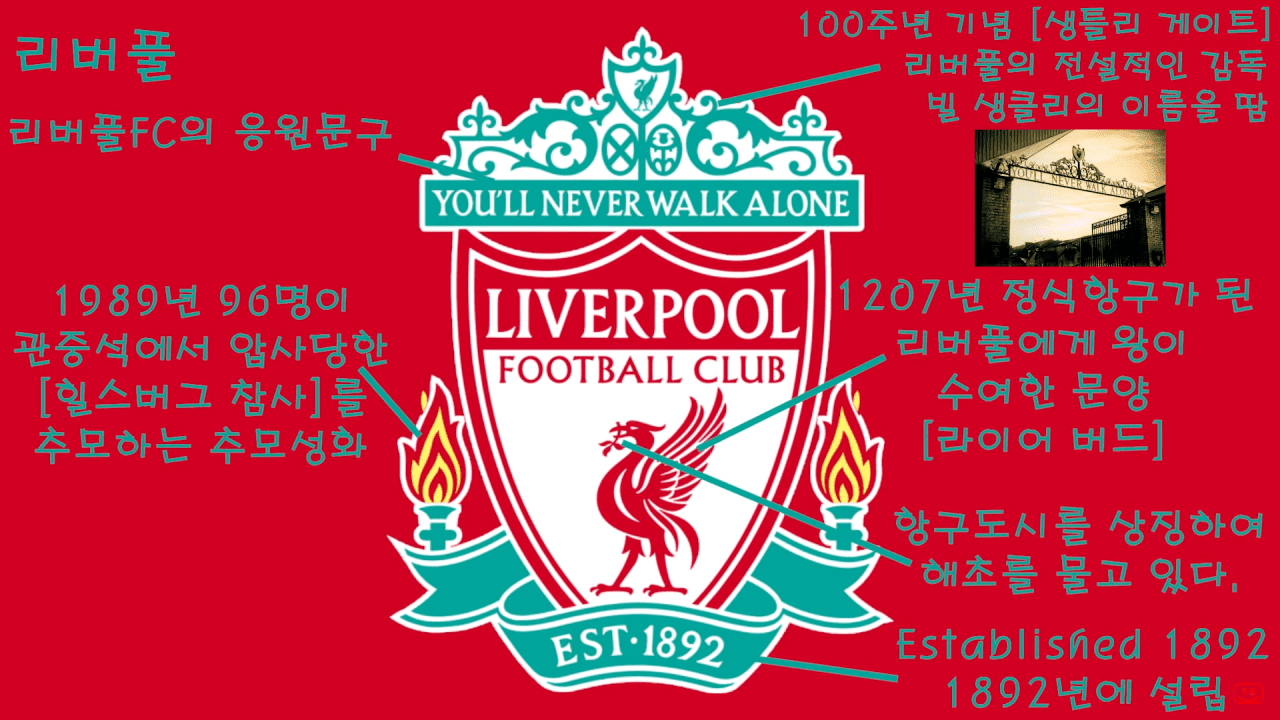 리버풀
리버풀FC의 응원문구
100주년 기념 [생틀리 게이트]
리버풀의 전설적인 감독
빌 생클리의 이름을 땀
YOU'LL NEVER WALK ALONE
YOU'LL NEVER WALK ALONE
LIVERPOOL
FOOTBALL CLUB
1989년 96명이
관중석에서 압사당한
[힐스버그 참사]를
추모하는 추모성화
1207년 정식항구가 된
리버풀에게 왕이
수여한 문양
[라이어 버드]
항구도시를 상징하여
해초를 물고 있다.
EST·1892
Established 1892
1892년에 설립